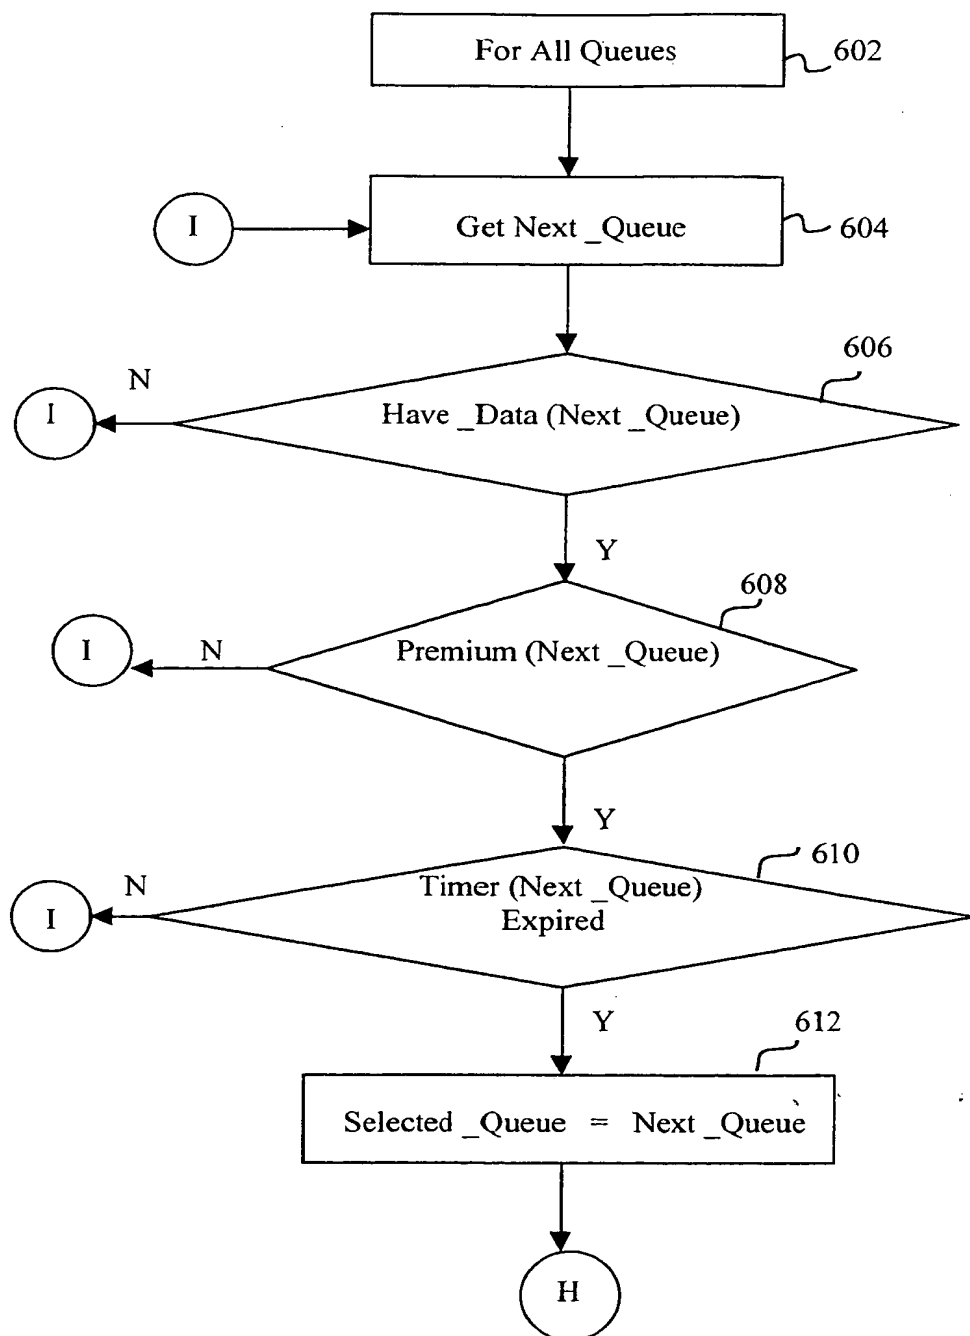 For All Queues
602
I
Get Next _Queue
604
606
N
I
Have _Data (Next _Queue)
Y
608
I
N
Premium (Next _Queue)
Y
610
N
I
Timer (Next _Queue)
Expired
Y
612
Selected _Queue = Next _Queue
H